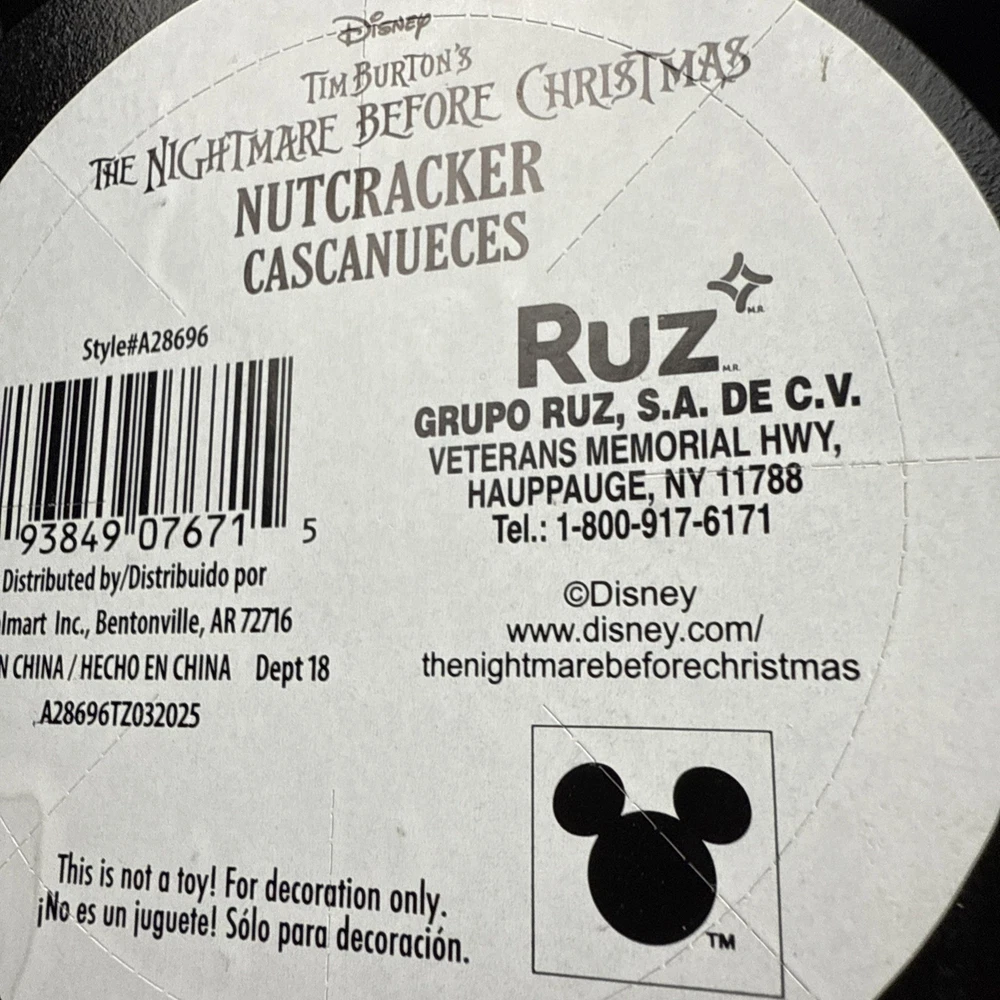 Disney
TIM BURTON'S
THE NIGHTMARE BEFORE CHRISTMAS
NUTCRACKER
CASCANUECES
Style#A28696
93849 07671 5
Distributed by/Distribuido por
lmart Inc., Bentonville, AR 72716
N CHINA / HECHO EN CHINA Dept 18
A28696TZ032025
RUZ M.R.
M.R.
GRUPO RUZ, S.A. DE C.V.
VETERANS MEMORIAL HWY,
HAUPPAUGE, NY 11788
Tel.: 1-800-917-6171
©Disney
www.disney.com/
thenightmarebeforechristmas
This is not a toy! For decoration only.
¡No es un juguete! Sólo para decoración.
TM